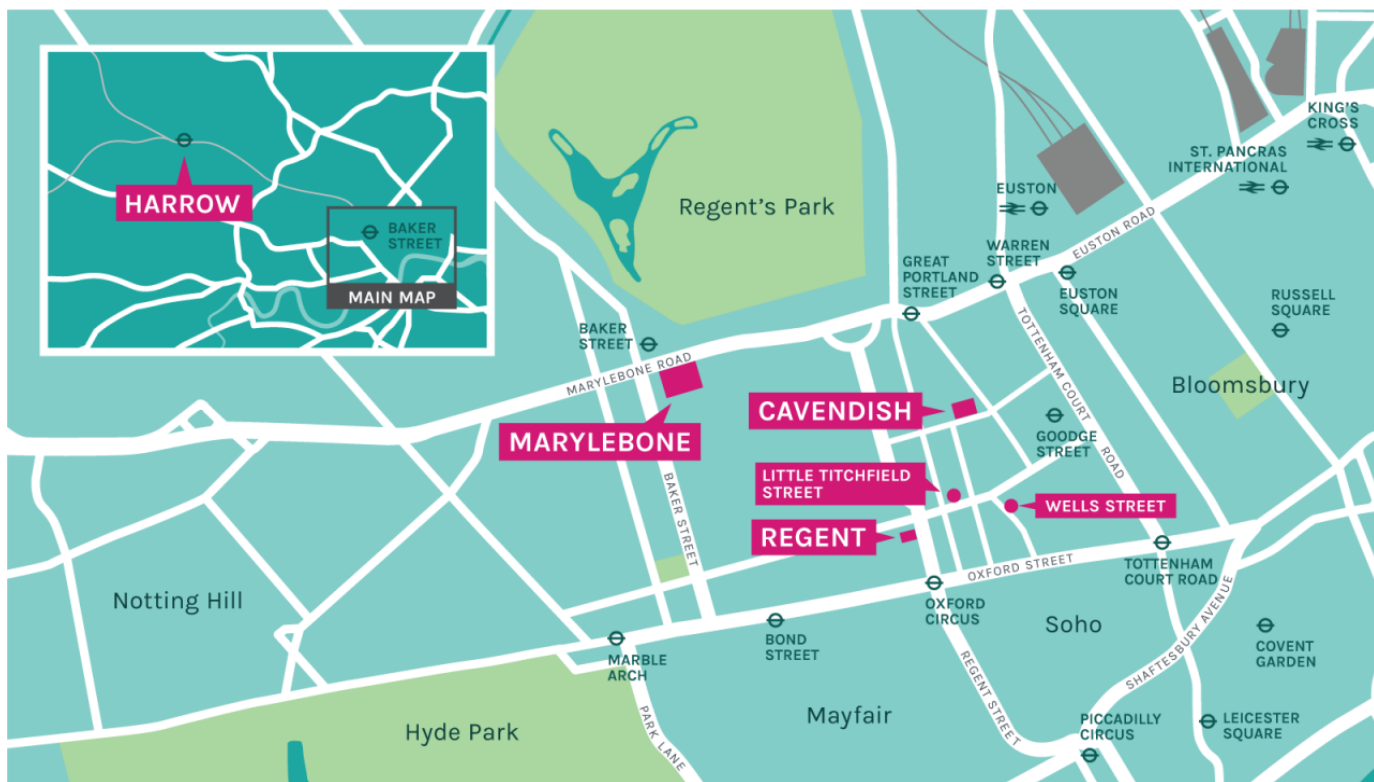 HARROW
BAKER
STREET
MAIN MAP
Regent's Park
KING'S
CROSS
ST. PANCRAS
INTERNATIONAL
EUSTON
EUSTON ROAD
WARREN
STREET
GREAT
PORTLAND
STREET
EUSTON
SQUARE
RUSSELL
SQUARE
BAKER
STREET
MARYLEBONE ROAD
TOTTENHAM COURT ROAD
Bloomsbury
CAVENDISH
MARYLEBONE
GOODGE
STREET
LITTLE TITCHFIELD
STREET
WELLS STREET
BAKER STREET
REGENT
OXFORD STREET
TOTTENHAM
COURT ROAD
Notting Hill
OXFORD
CIRCUS
Soho
SHAFTESBURY AVENUE
COVENT
GARDEN
BOND
STREET
MARBLE
ARCH
REGENT STREET
PARK LANE
Hyde Park
Mayfair
PICCADILLY
CIRCUS
LEICESTER
SQUARE